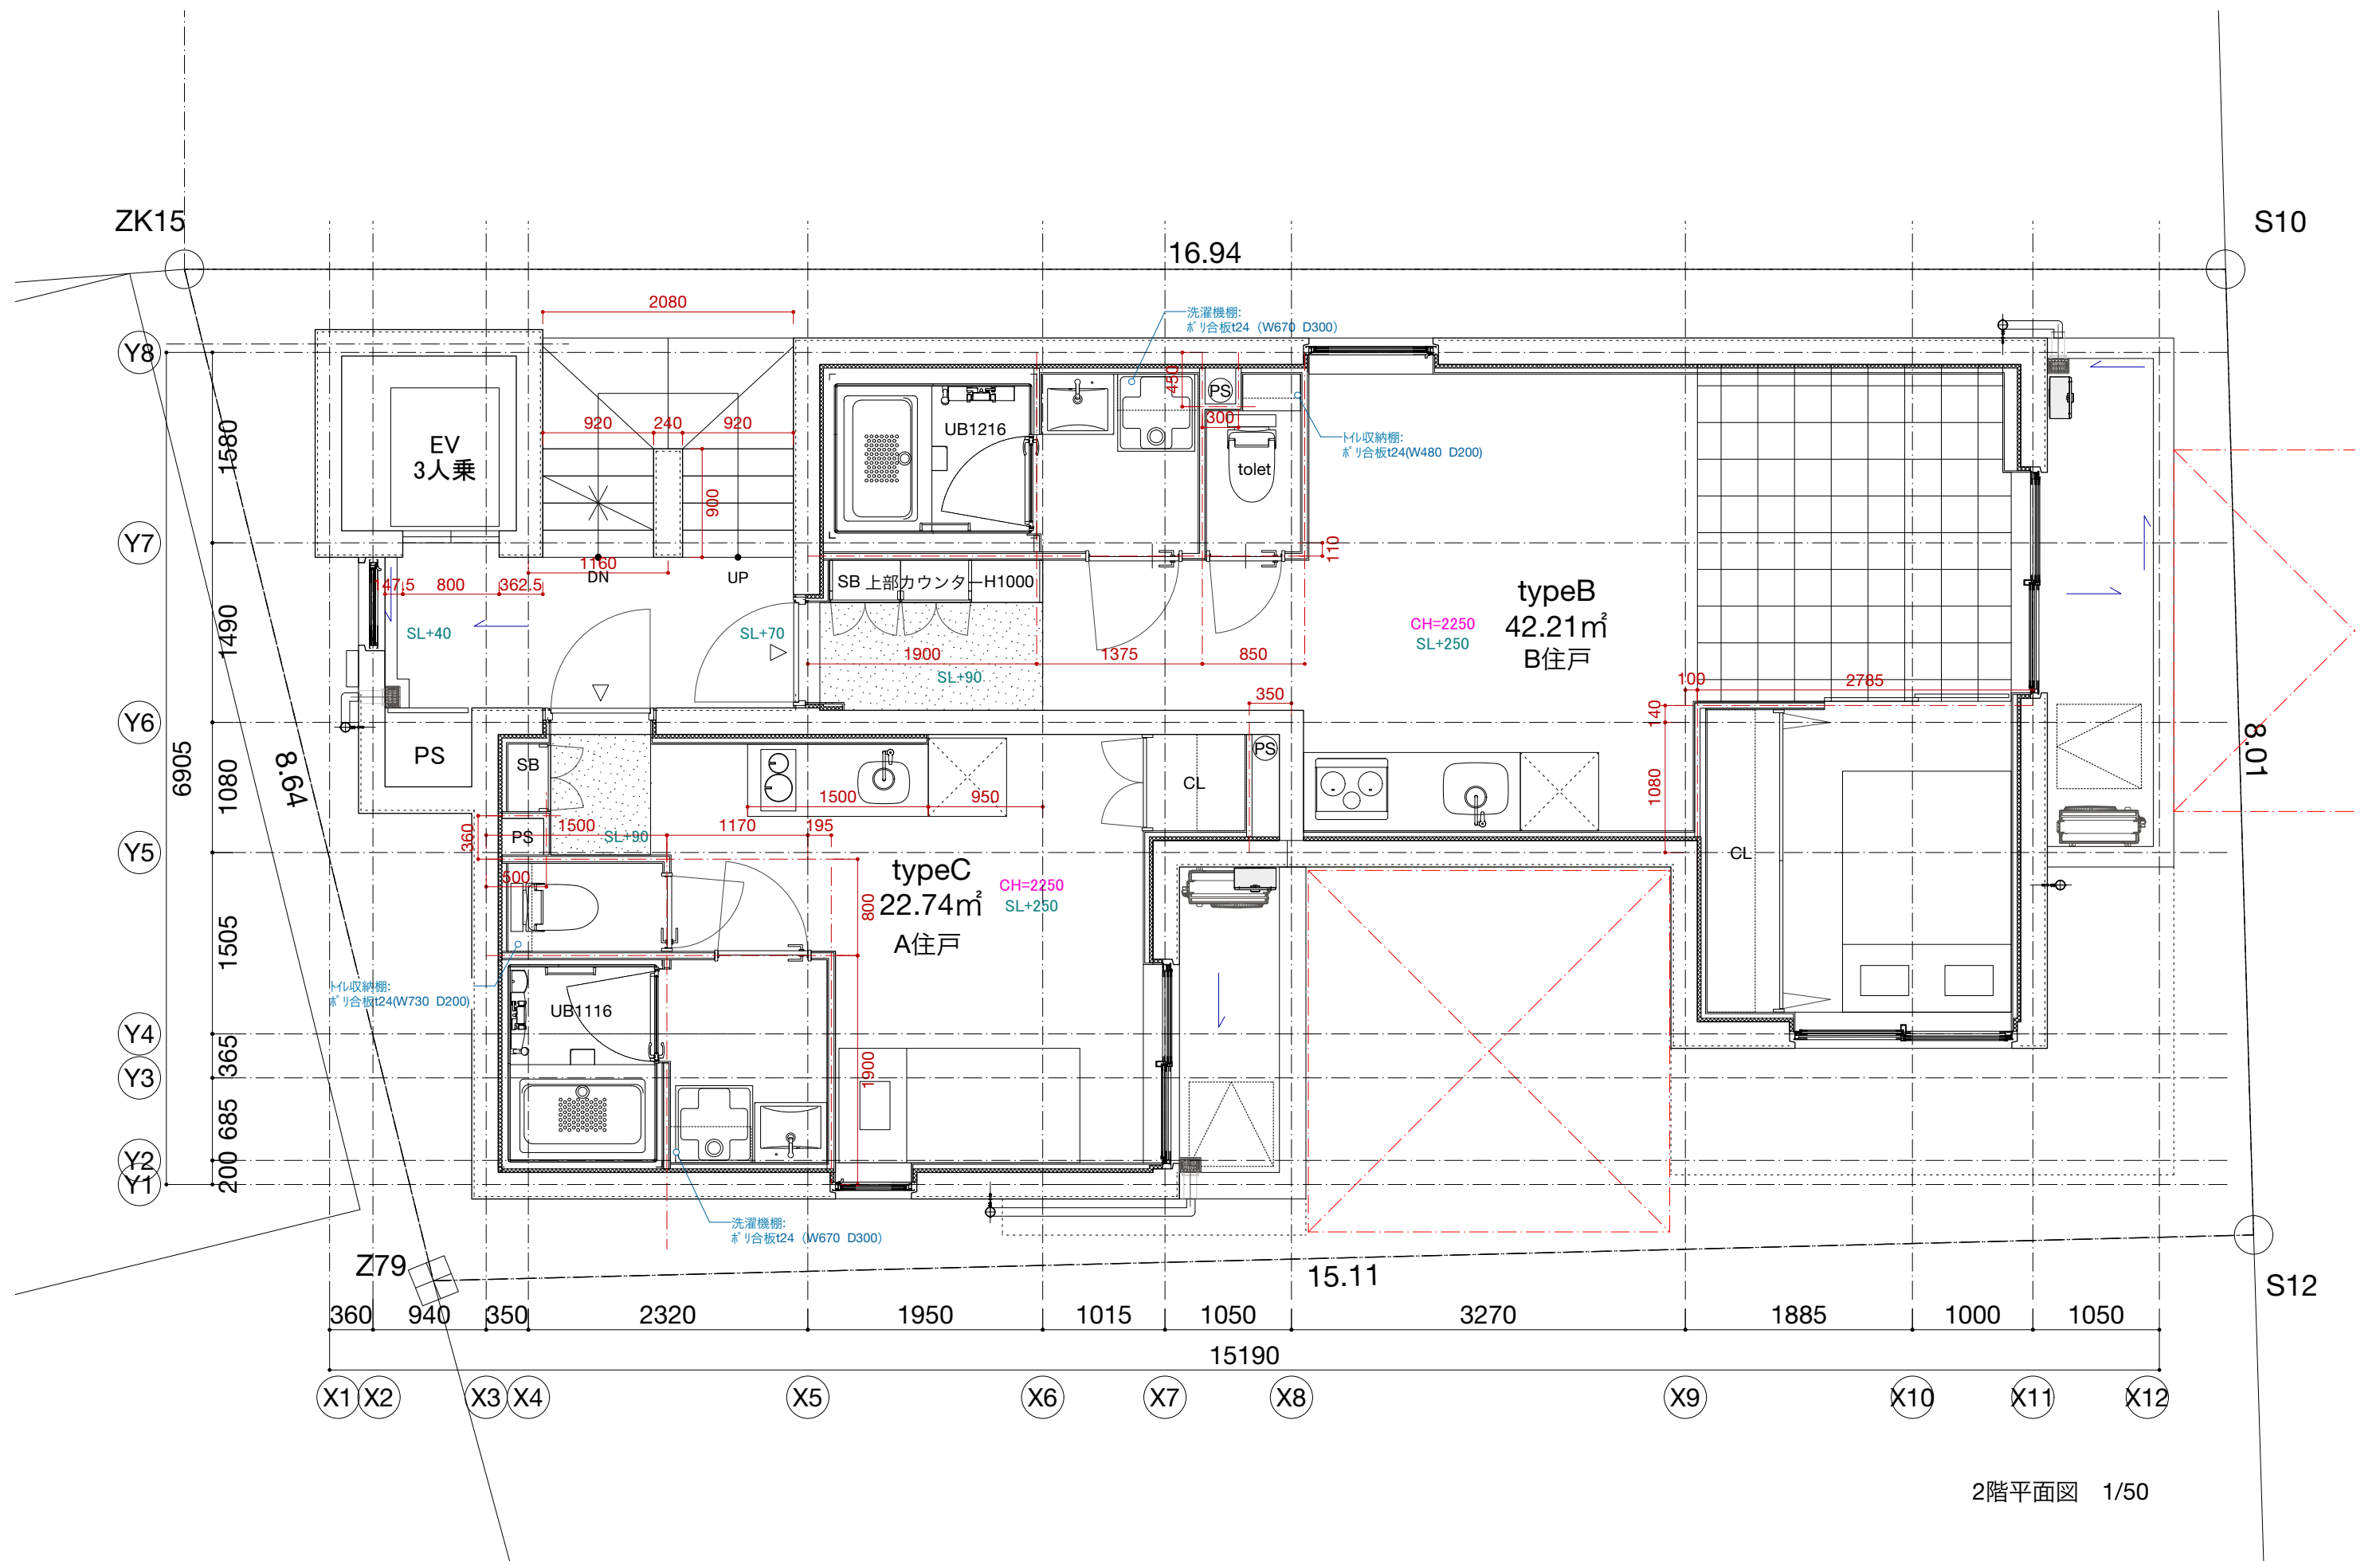 ZK15
S10
16.94
2080
洗濯機棚:
ﾎﾟﾘ合板t24（W670 D300）
Y8
450
PS
EV
3人乗
920
240
920
UB1216
300
ﾄｲﾚ収納棚:
ﾎﾟﾘ合板t24(W480 D200)
1580
tolet
900
Y7
110
1160
DN
UP
147.5
800
362.5
SB 上部カウンターH1000
typeB
42.21㎡
B住戸
CH=2250
SL+250
SL+40
SL+70
1490
1900
1375
850
SL+90
100
2785
350
140
Y6
6905
8.64
8.01
PS
SB
PS
CL
1080
1500
950
1080
360
PS
1500
SL+90
1170
195
Y5
CL
typeC
22.74㎡
A住戸
CH=2250
SL+250
500
800
1505
ﾄｲﾚ収納棚:
ﾎﾟﾘ合板t24(W730 D200)
UB1116
Y4
365
1900
Y3
685
Y2
200
Y1
洗濯機棚:
ﾎﾟﾘ合板t24（W670 D300）
Z79
15.11
S12
360
940
350
2320
1950
1015
1050
3270
1885
1000
1050
15190
X1
X2
X3
X4
X5
X6
X7
X8
X9
X10
X11
X12
2階平面図　1/50